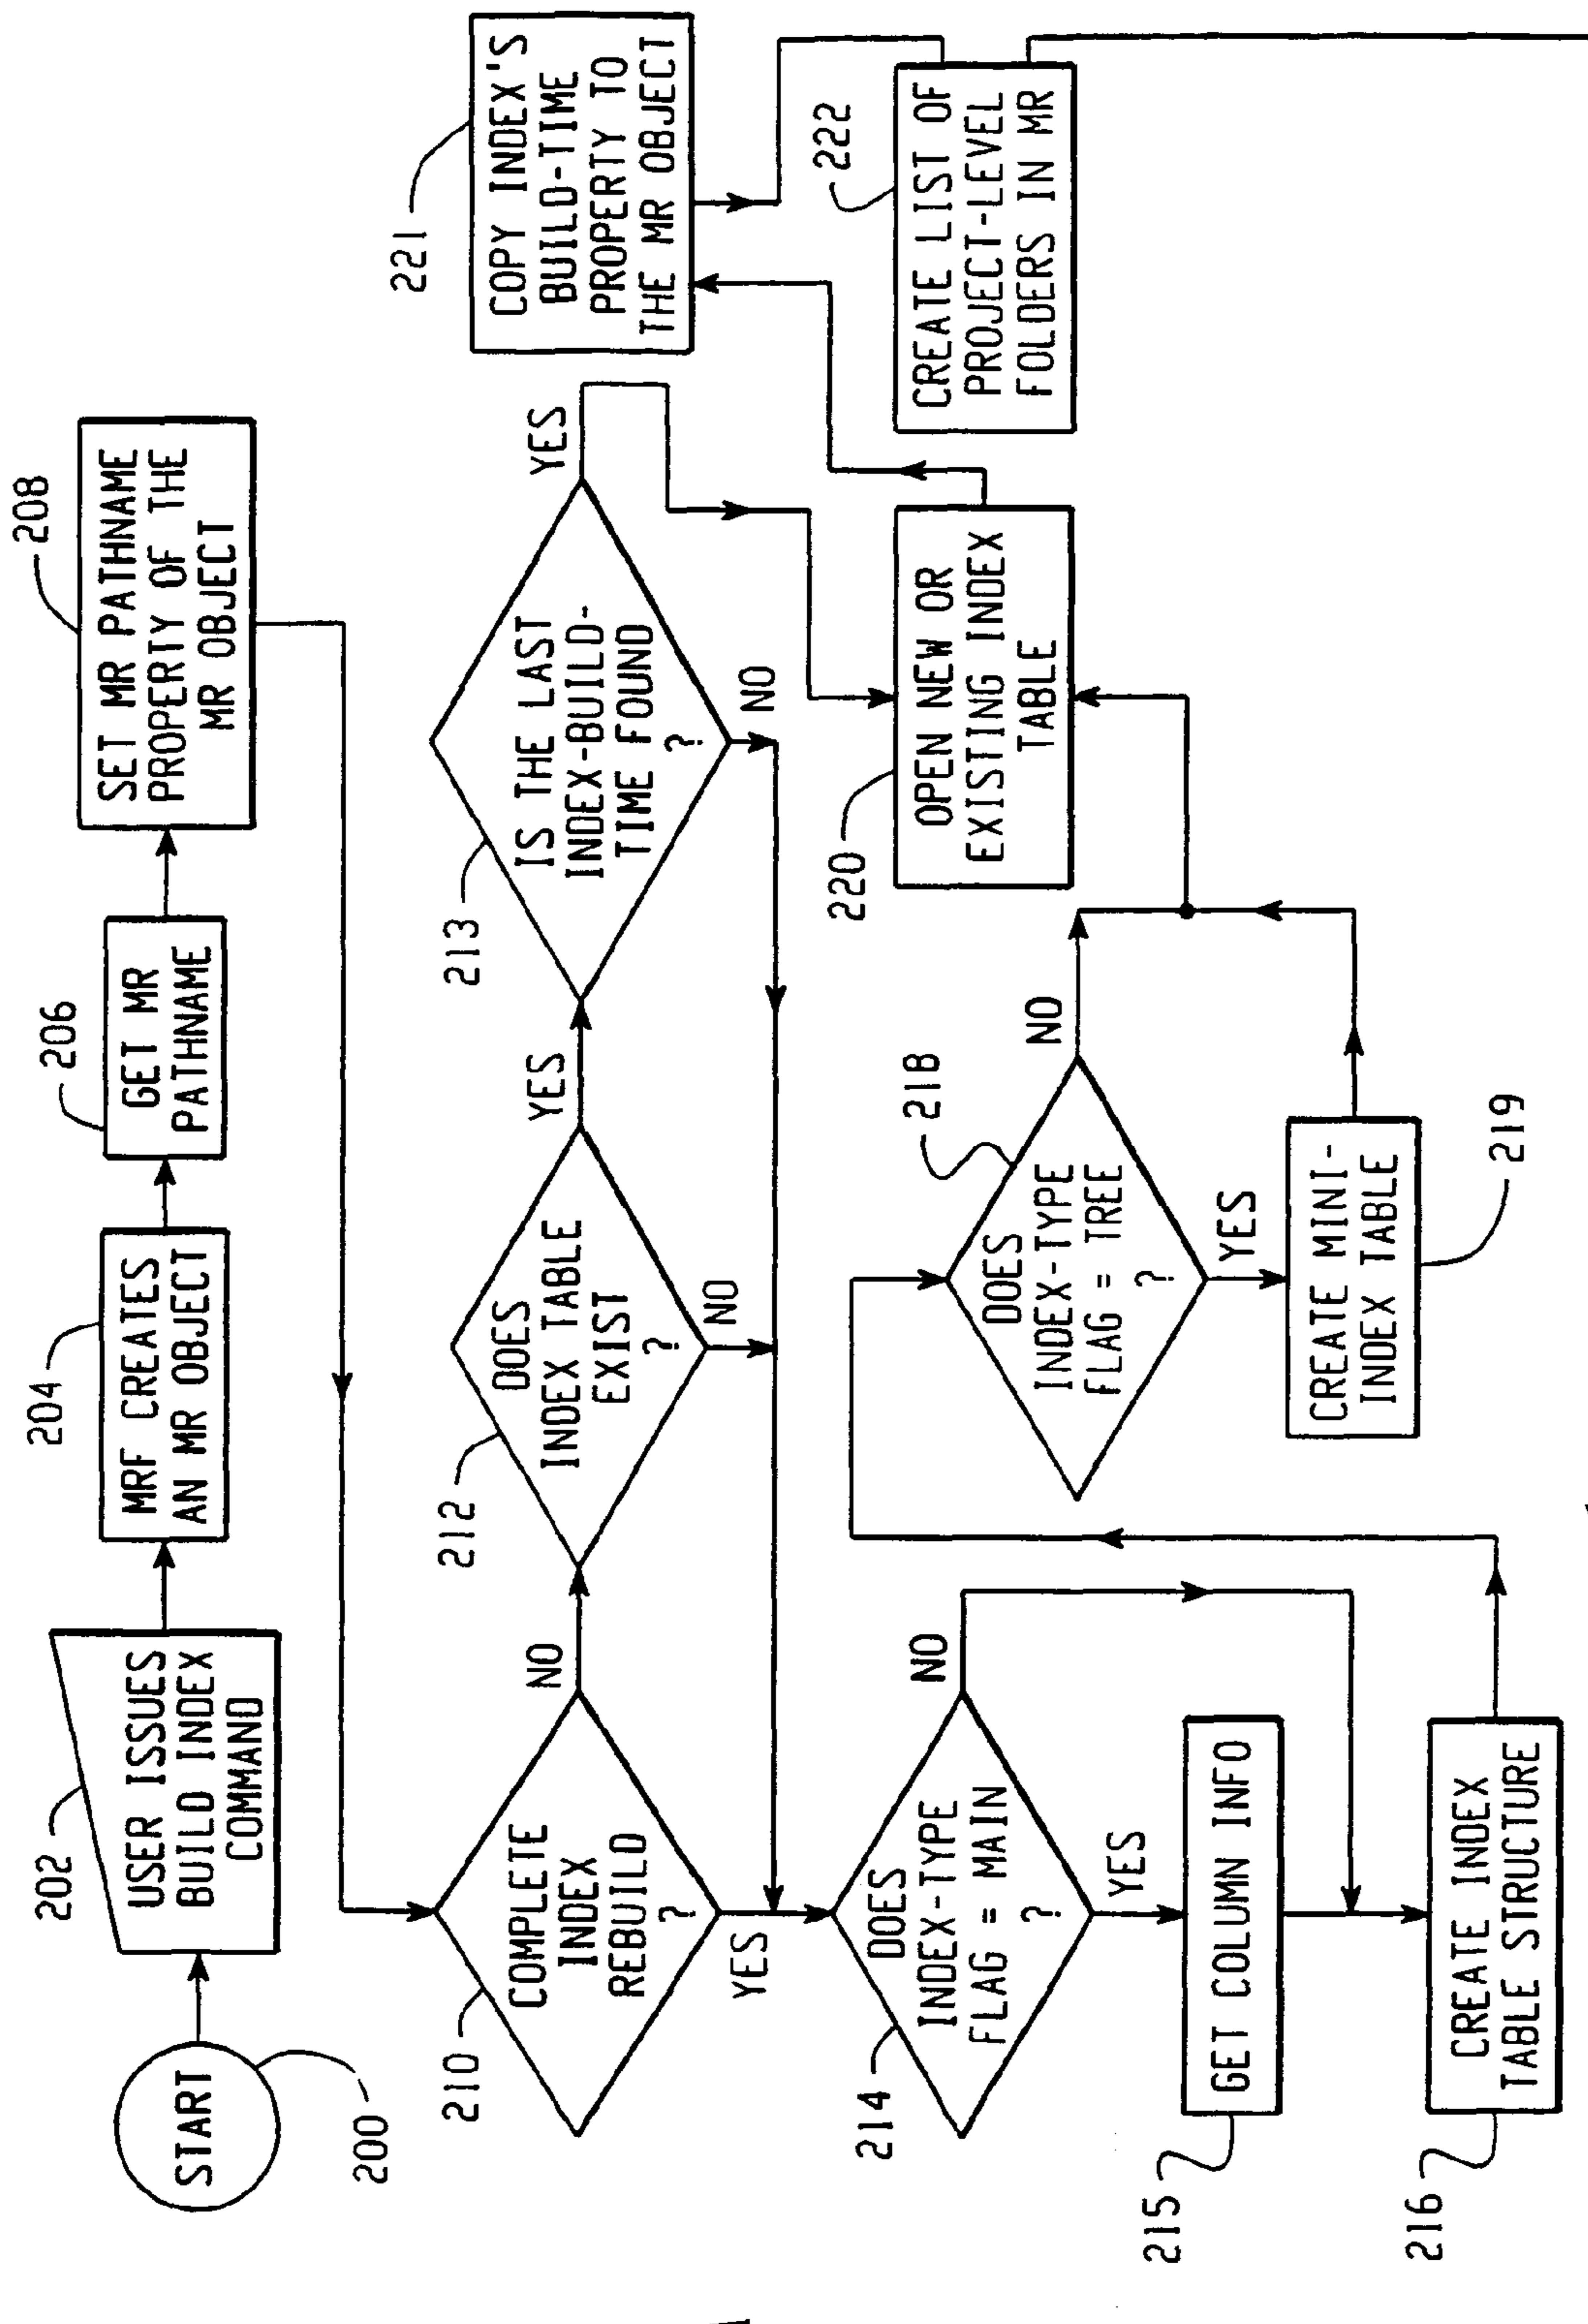 START
200
202
USER ISSUES
BUILD INDEX
COMMAND
204
MRF CREATES
AN MR OBJECT
206
GET MR
PATHNAME
208
SET MR PATHNAME
PROPERTY OF THE
MR OBJECT
210
COMPLETE
INDEX
REBUILD
?
NO
YES
212
DOES
INDEX TABLE
EXIST
?
YES
NO
213
IS THE LAST
INDEX-BUILD-
TIME FOUND
?
YES
NO
221
COPY INDEX'S
BUILD-TIME
PROPERTY TO
THE MR OBJECT
214
DOES
INDEX-TYPE
FLAG = MAIN
?
NO
YES
215
GET COLUMN INFO
216
CREATE INDEX
TABLE STRUCTURE
218
DOES
INDEX-TYPE
FLAG = TREE
?
NO
YES
CREATE MINI-
INDEX TABLE
219
220
OPEN NEW OR
EXISTING INDEX
TABLE
222
CREATE LIST OF
PROJECT-LEVEL
FOLDERS IN MR